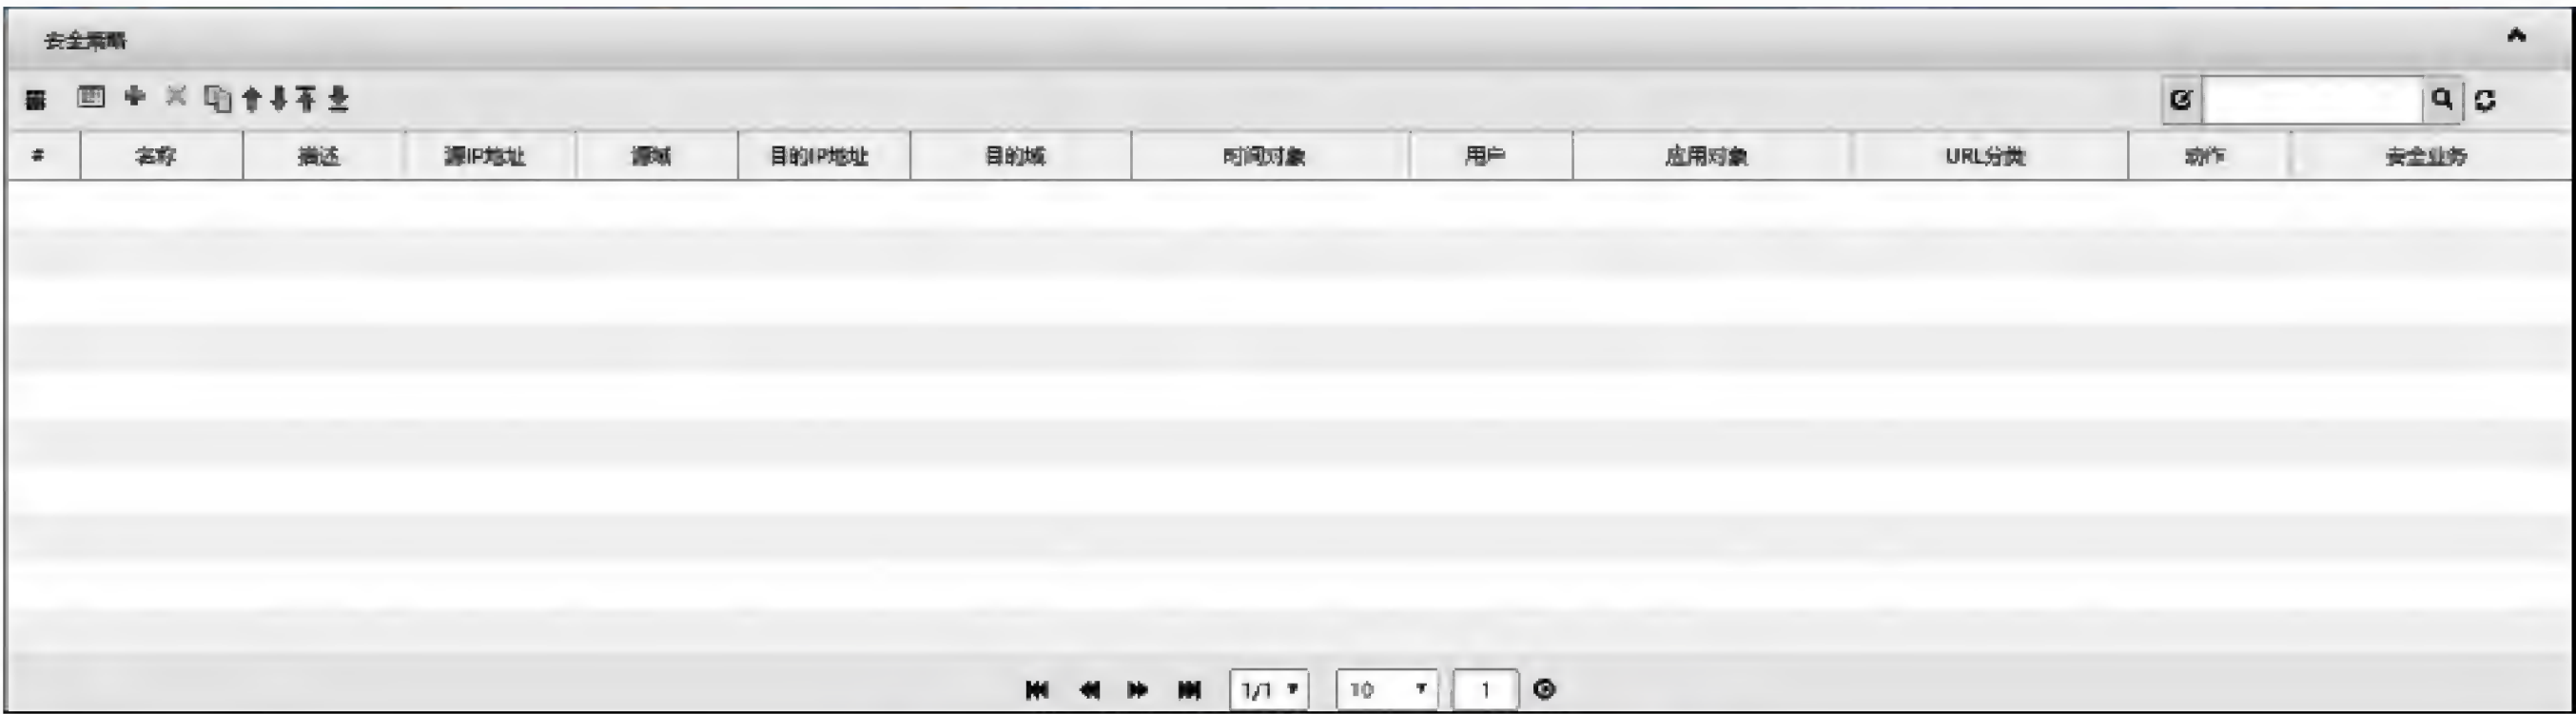 安全策略
# 名称 描述 源IP地址 源域 目的IP地址 目的域 时间对象 用户 应用对象 URL分类 动作 安全业务
1/1 10 1